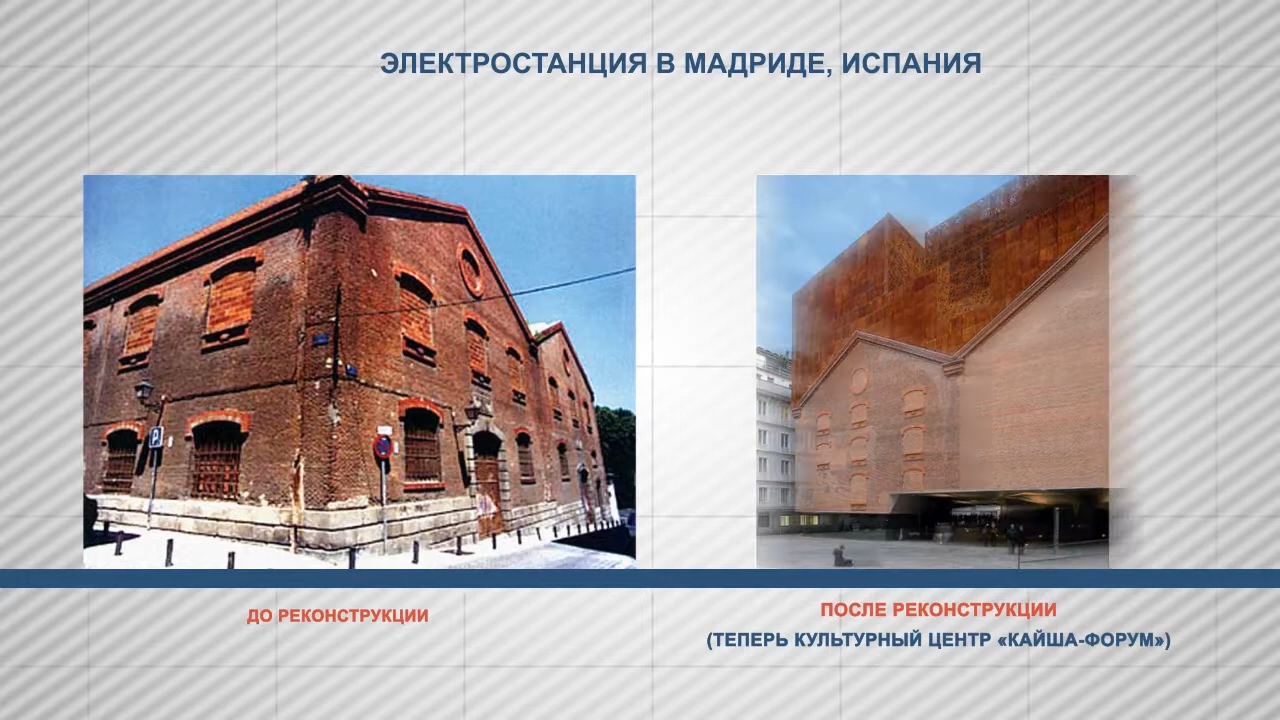 ЭЛЕКТРОСТАНЦИЯ В МАДРИДЕ, ИСПАНИЯ
P
ДО РЕКОНСТРУКЦИИ
ПОСЛЕ РЕКОНСТРУКЦИИ
(ТЕПЕРЬ КУЛЬТУРНЫЙ ЦЕНТР «КАЙША-ФОРУМ»)